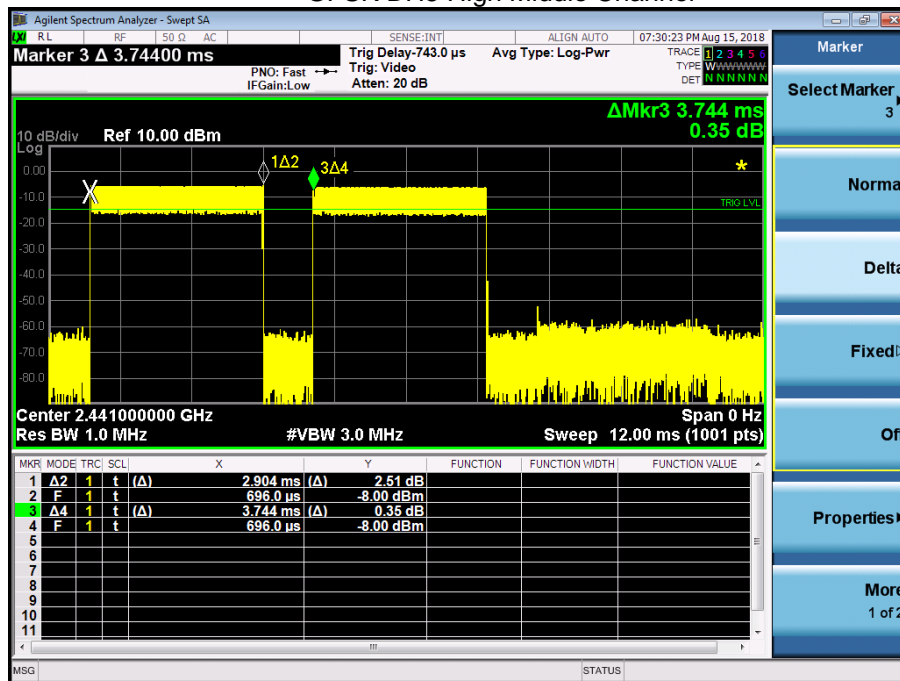 Agilent Spectrum Analyzer - Swept SA
LXI RL RF 50 Ω AC SENSE:INT ALIGN AUTO 07:30:23 PM Aug 15, 2018
Marker 3 Δ 3.74400 ms
PNO: Fast
IFGain:Low
Trig Delay-743.0 µs
Trig: Video
Atten: 20 dB
Avg Type: Log-Pwr
TRACE 1 2 3 4 5 6
TYPE WWWWWW
DET N N N N N N
ΔMkr3 3.744 ms
0.35 dB
10 dB/div Ref 10.00 dBm
Log
0.00
-10.0
-20.0
-30.0
-40.0
-50.0
-60.0
-70.0
-80.0
1Δ2
3Δ4
*
TRIG LVL
Center 2.441000000 GHz Span 0 Hz
Res BW 1.0 MHz #VBW 3.0 MHz Sweep 12.00 ms (1001 pts)
MKR MODE TRC SCL X Y FUNCTION FUNCTION WIDTH FUNCTION VALUE
1 Δ2 1 t (Δ) 2.904 ms (Δ) 2.51 dB
2 F 1 t 696.0 µs -8.00 dBm
3 Δ4 1 t (Δ) 3.744 ms (Δ) 0.35 dB
4 F 1 t 696.0 µs -8.00 dBm
5
6
7
8
9
10
11
MSG STATUS
Marker
Select Marker
3
Norma
Delta
Fixed
Of
Properties
More
1 of 2